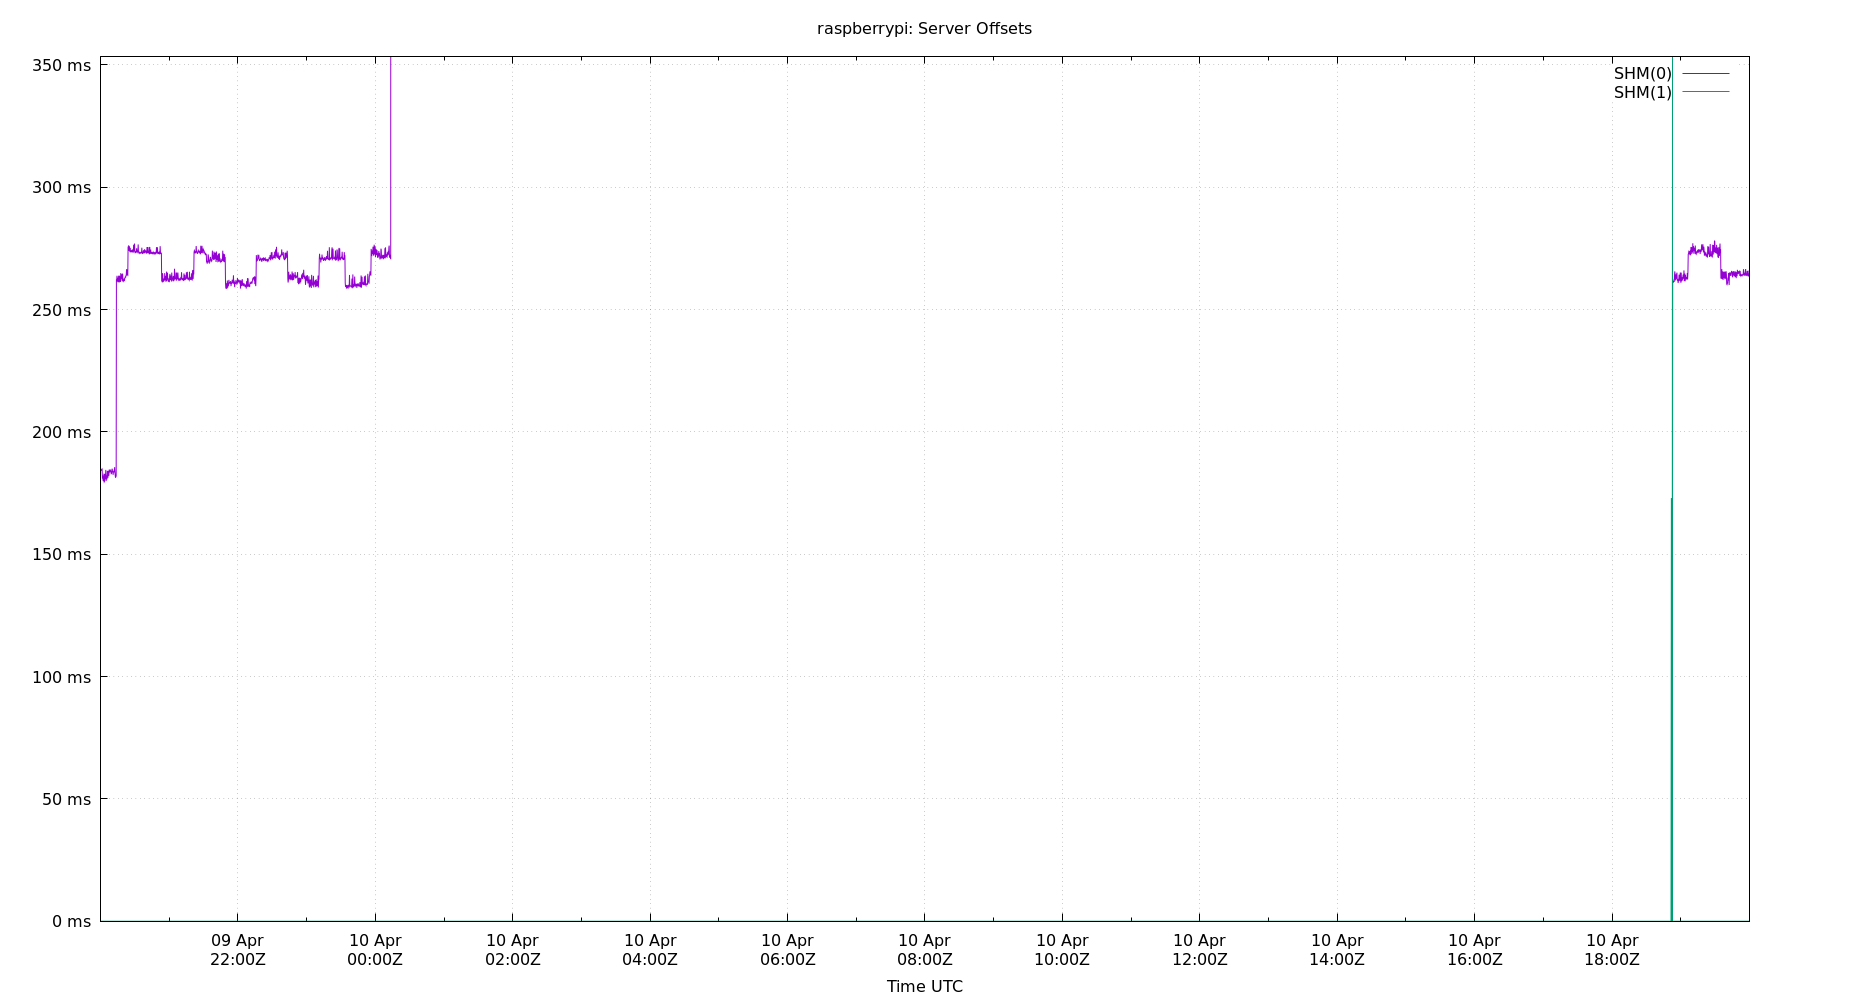 raspberrypi: Server Offsets
350 ms
300 ms
250 ms
200 ms
150 ms
100 ms
50 ms
0 ms
SHM(0)
SHM(1)
09 Apr
22:00Z
10 Apr
00:00Z
10 Apr
02:00Z
10 Apr
04:00Z
10 Apr
06:00Z
10 Apr
08:00Z
10 Apr
10:00Z
10 Apr
12:00Z
10 Apr
14:00Z
10 Apr
16:00Z
10 Apr
18:00Z
Time UTC